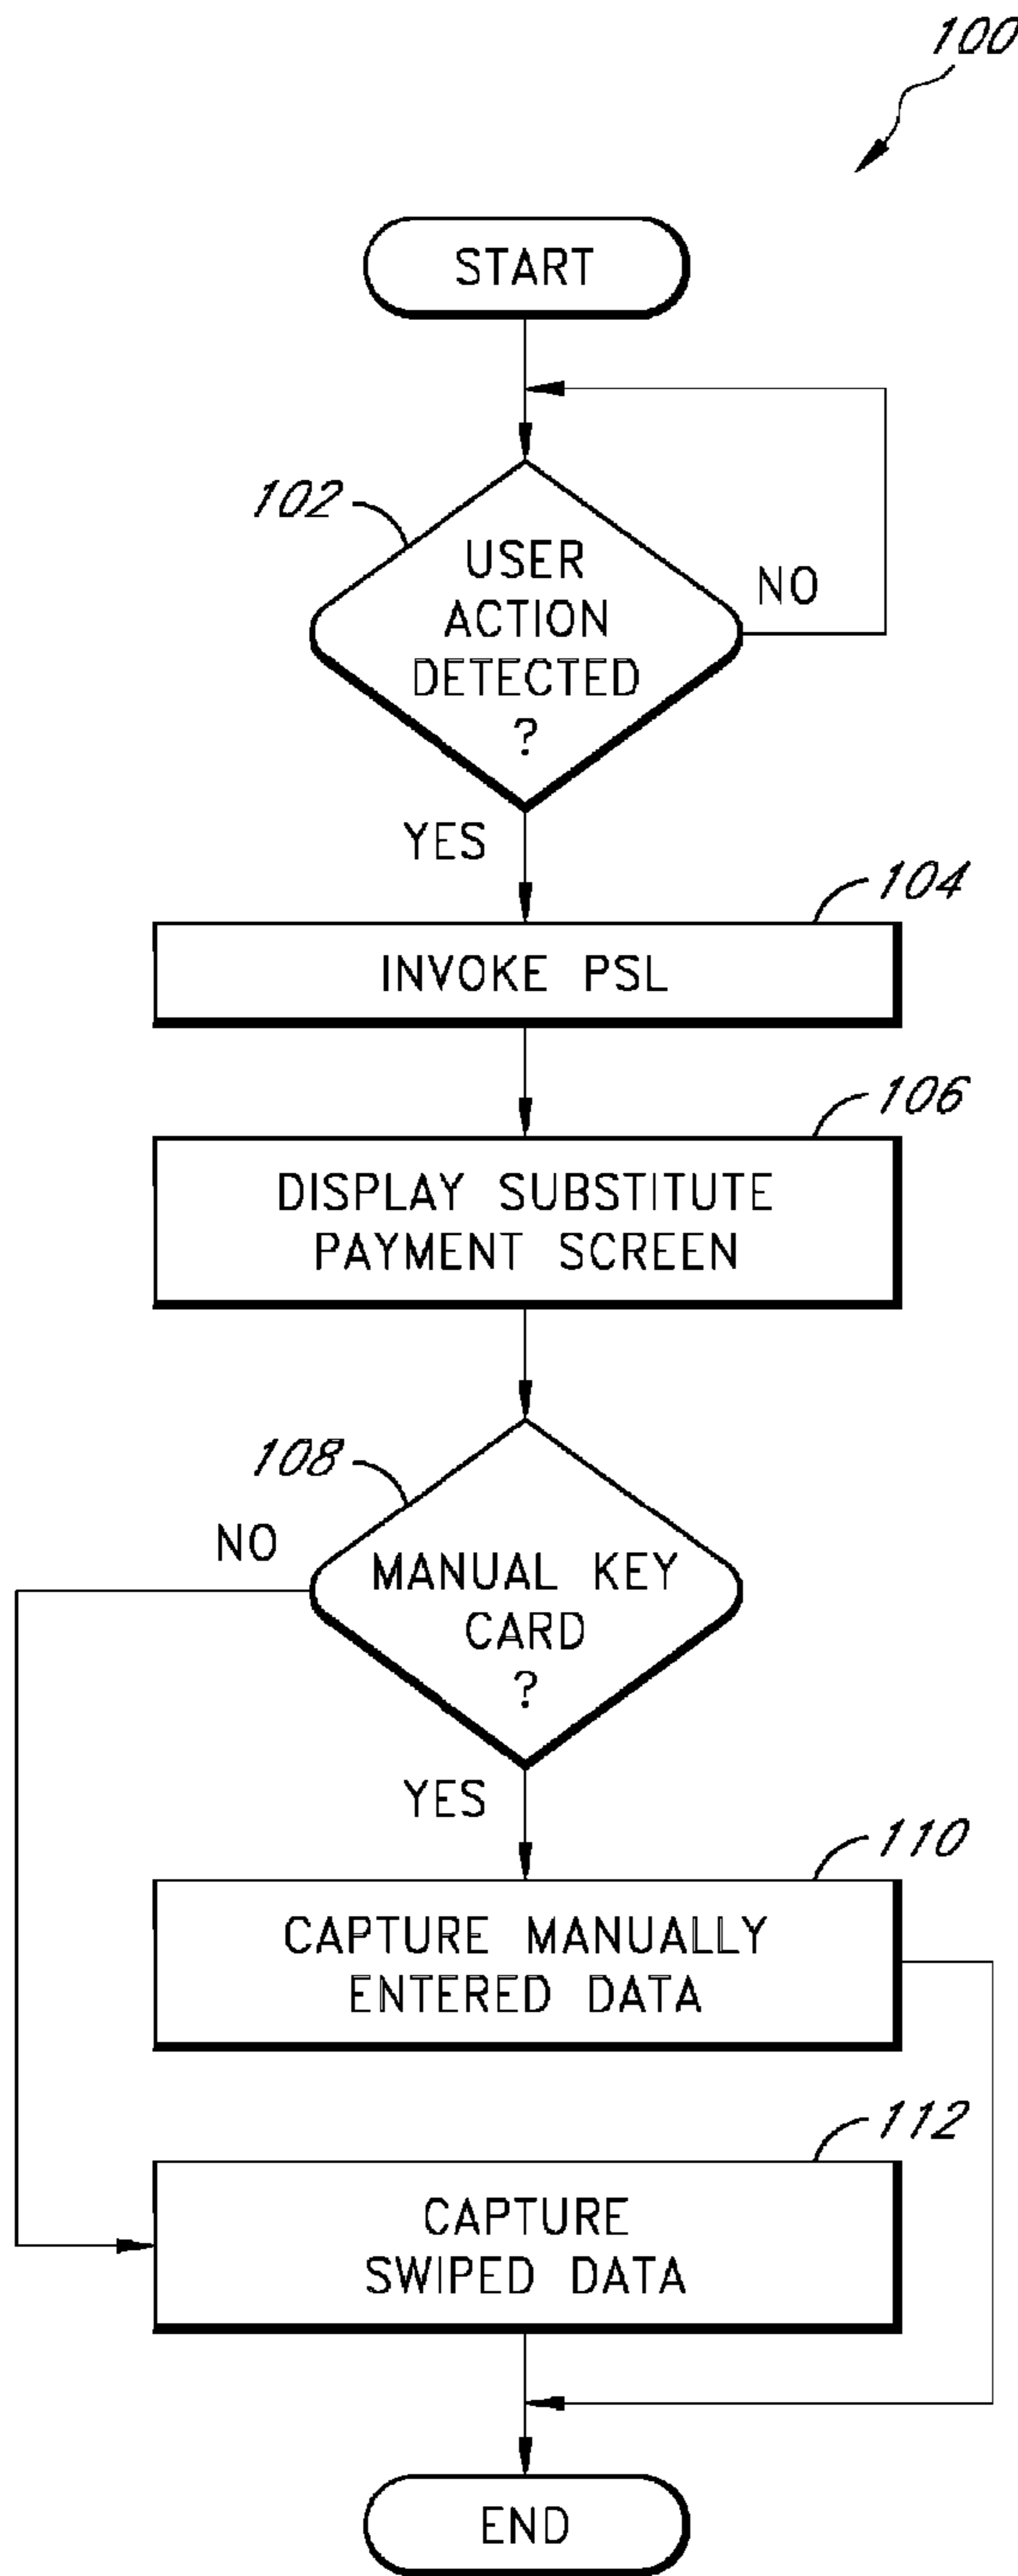 100
START
102
USER
ACTION
DETECTED
?
NO
YES
104
INVOKE PSL
106
DISPLAY SUBSTITUTE
PAYMENT SCREEN
108
NO
MANUAL KEY
CARD
?
YES
110
CAPTURE MANUALLY
ENTERED DATA
112
CAPTURE
SWIPED DATA
END